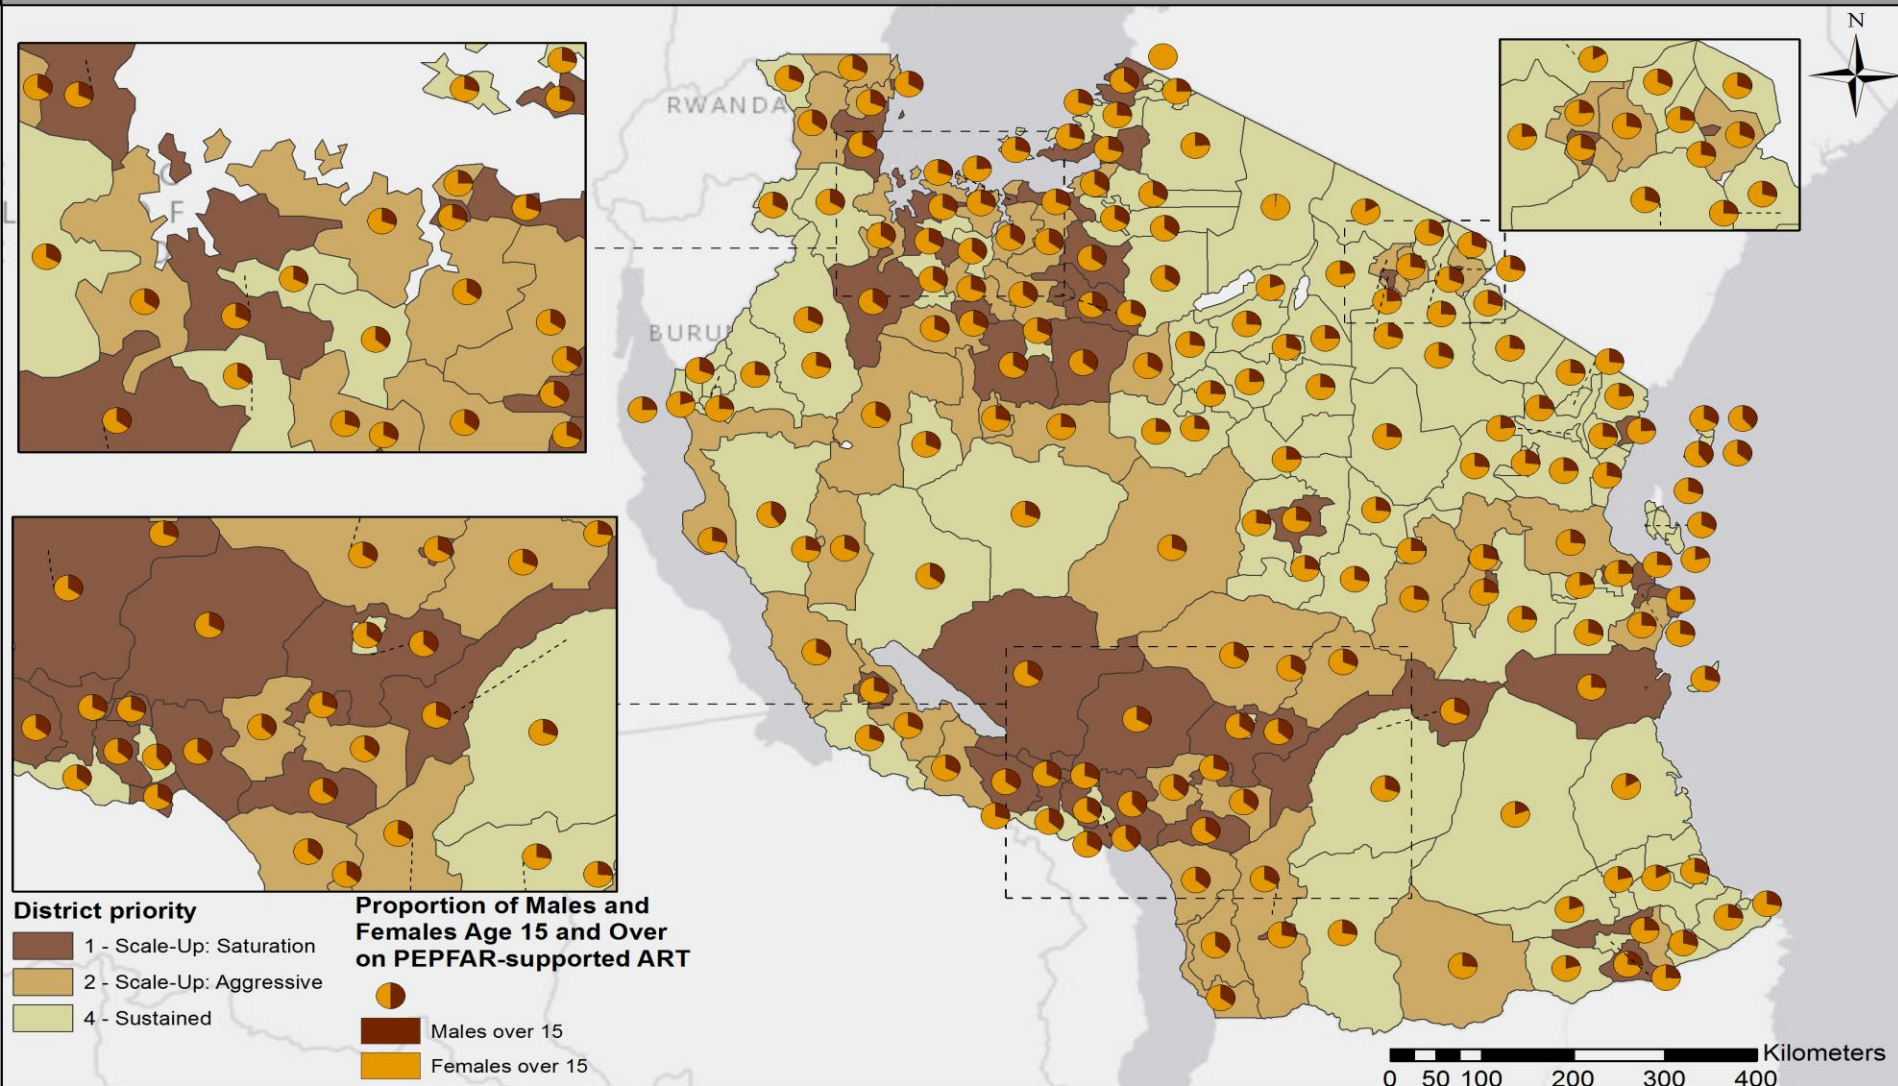 N
RWANDA
BURU
F
District priority
1 - Scale-Up: Saturation
2 - Scale-Up: Aggressive
4 - Sustained
Proportion of Males and
Females Age 15 and Over
on PEPFAR-supported ART
Males over 15
Females over 15
Kilometers
0 50 100 200 300 400